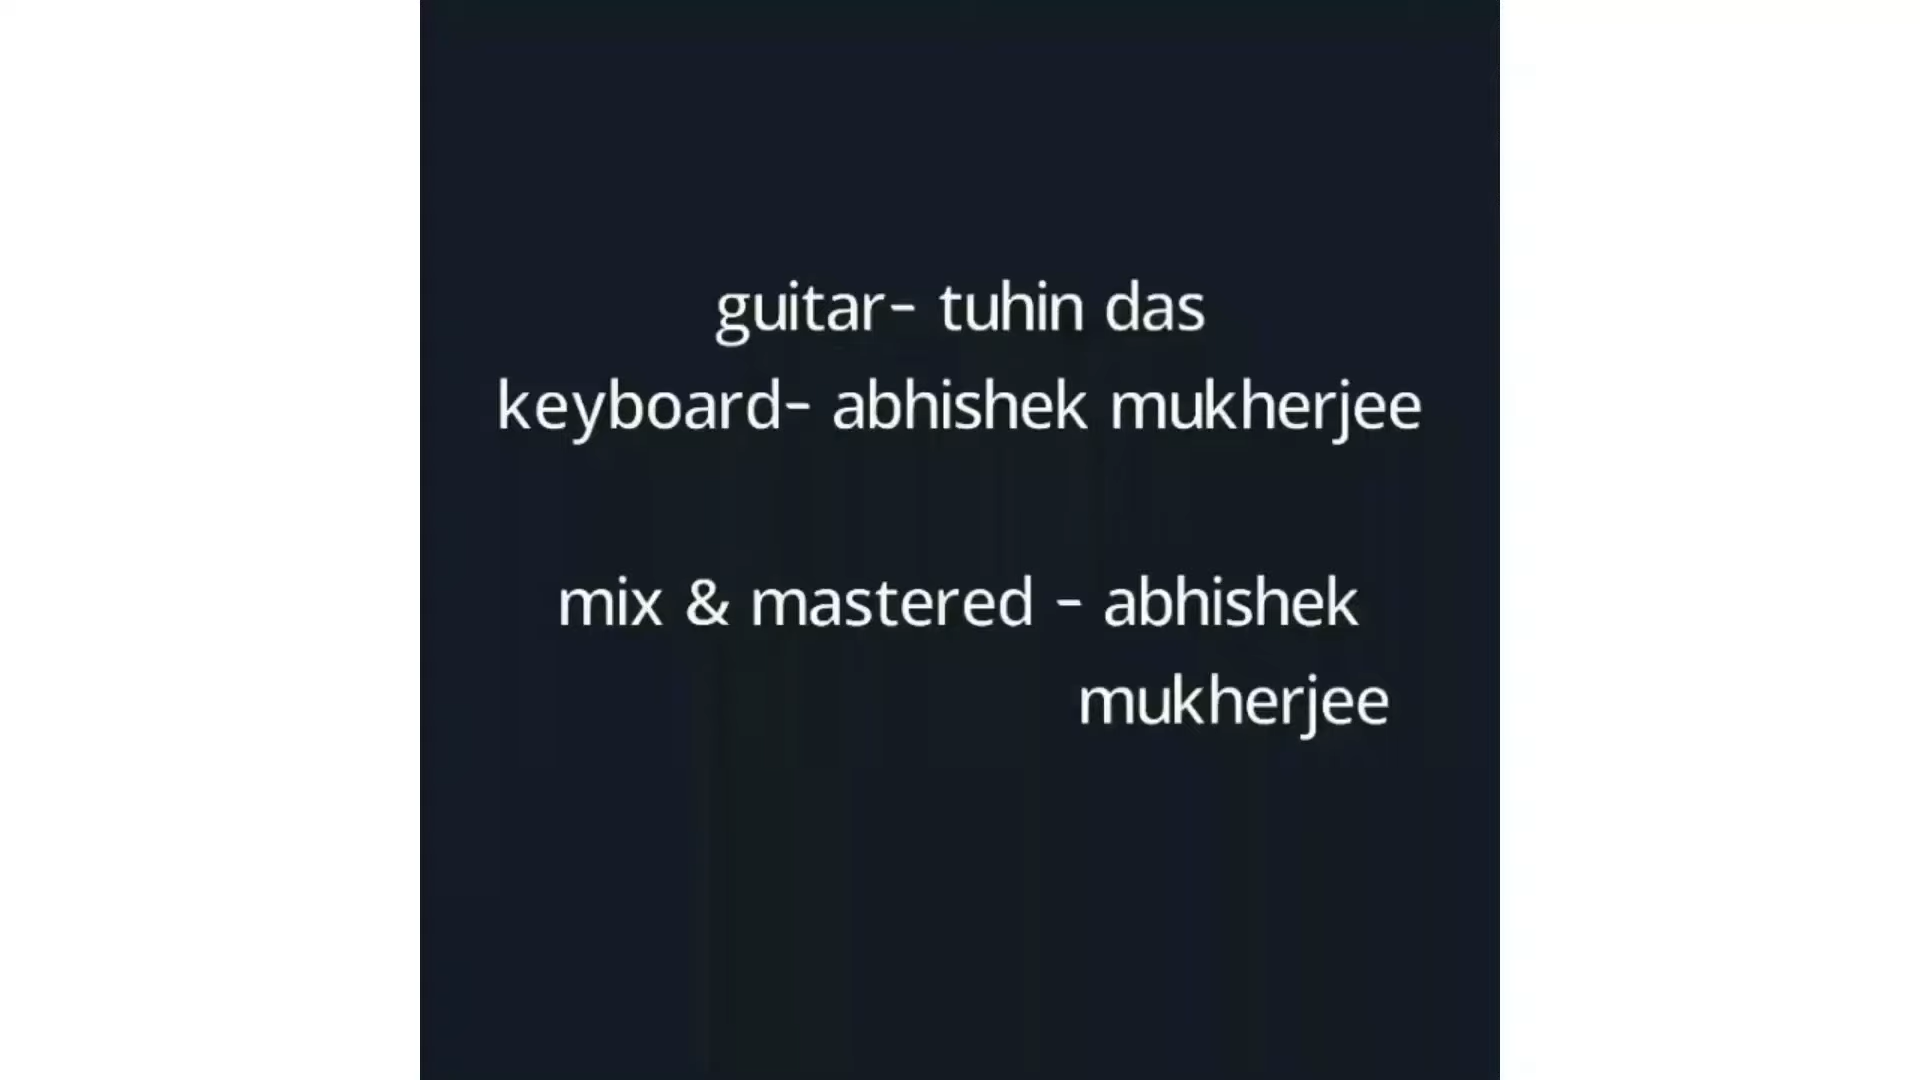 guitar- tuhin das
keyboard- abhishek mukherjee
mix & mastered - abhishek
mukherjee